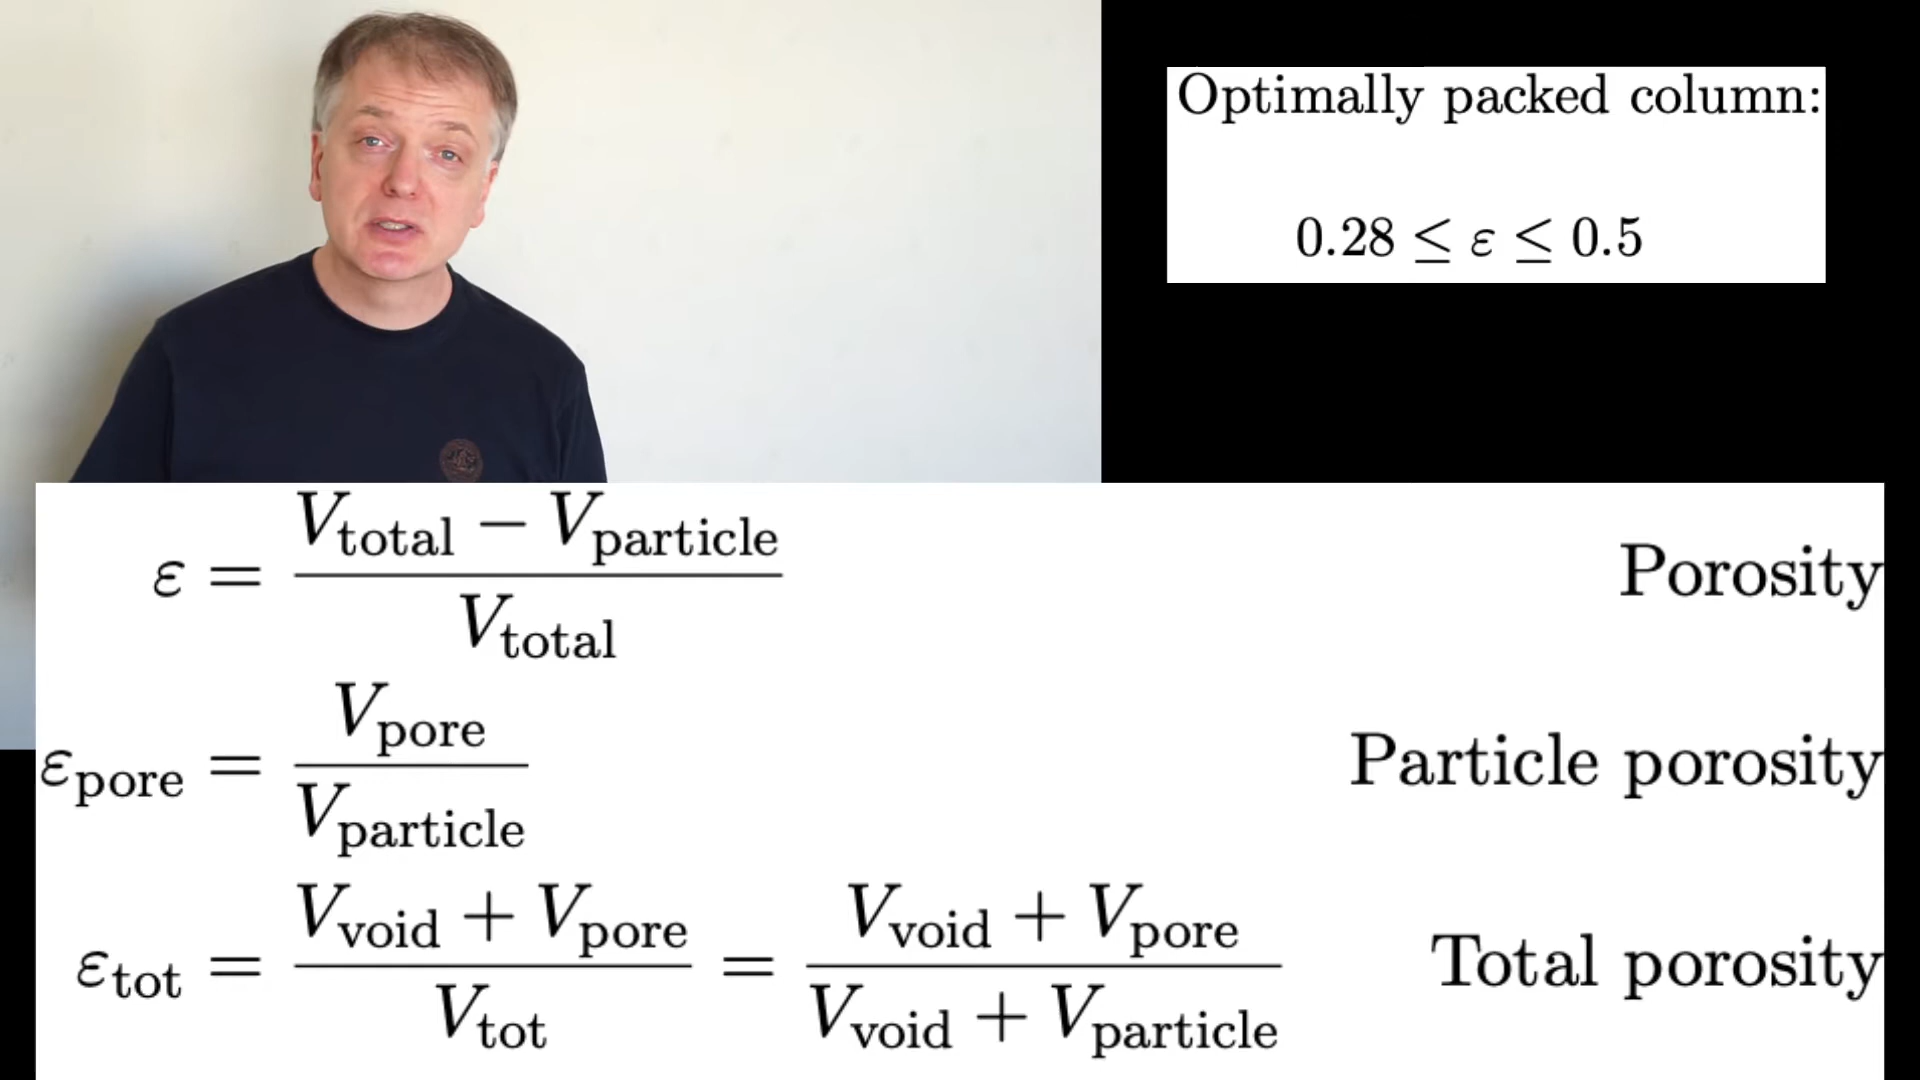 Optimally packed column:
0.28 ≤ ε ≤ 0.5
ε = (V_total − V_particle) / V_total Porosity
ε_pore = V_pore / V_particle Particle porosity
ε_tot = (V_void + V_pore) / V_tot = (V_void + V_pore) / (V_void + V_particle) Total porosity